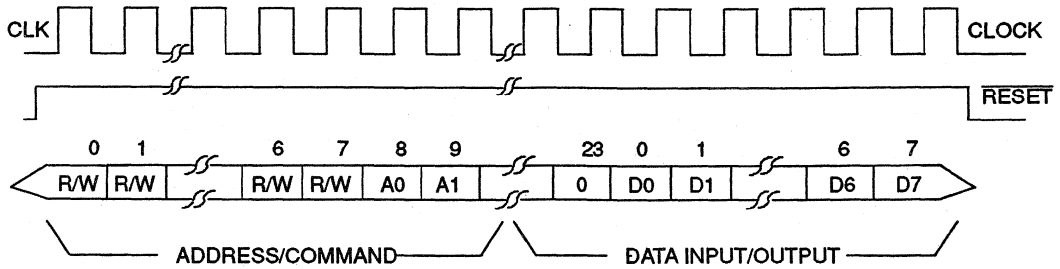 CLK CLOCK
RESET
0 1 6 7 8 9 23 0 1 6 7
R/W R/W R/W R/W A0 A1 0 D0 D1 D6 D7
ADDRESS/COMMAND DATA INPUT/OUTPUT